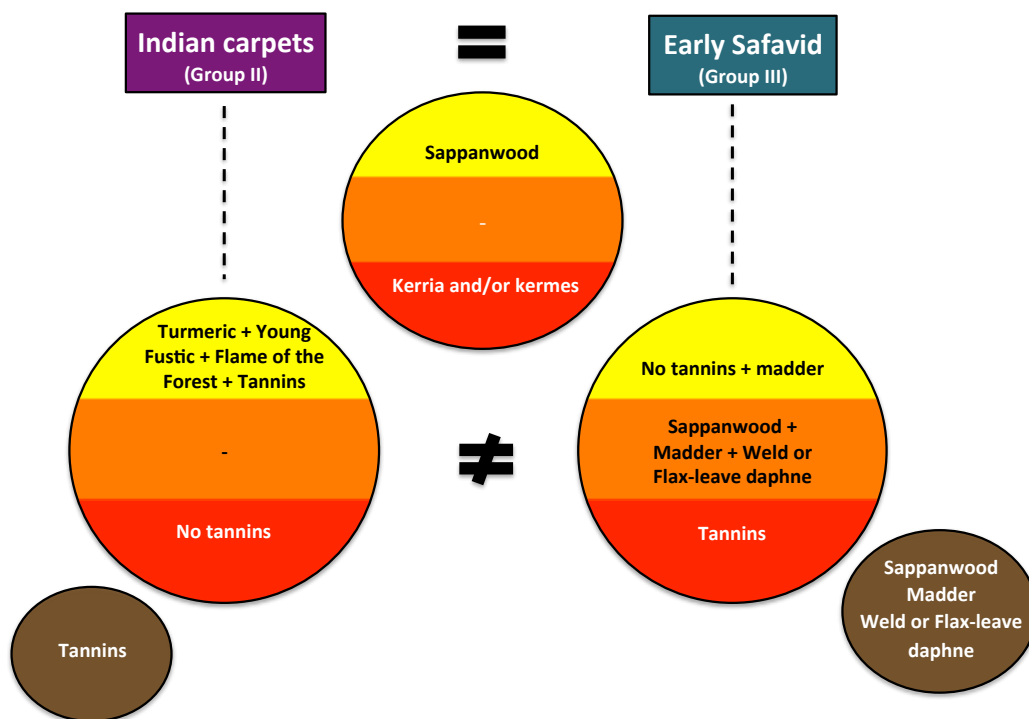 Indian carpets
(Group II)
=
Early Safavid
(Group III)
Sappanwood
-
Kerria and/or kermes
Turmeric + Young
Fustic + Flame of the
Forest + Tannins
-
No tannins
≠
No tannins + madder
Sappanwood +
Madder + Weld or
Flax-leave daphne
Tannins
Tannins
Sappanwood
Madder
Weld or Flax-leave
daphne